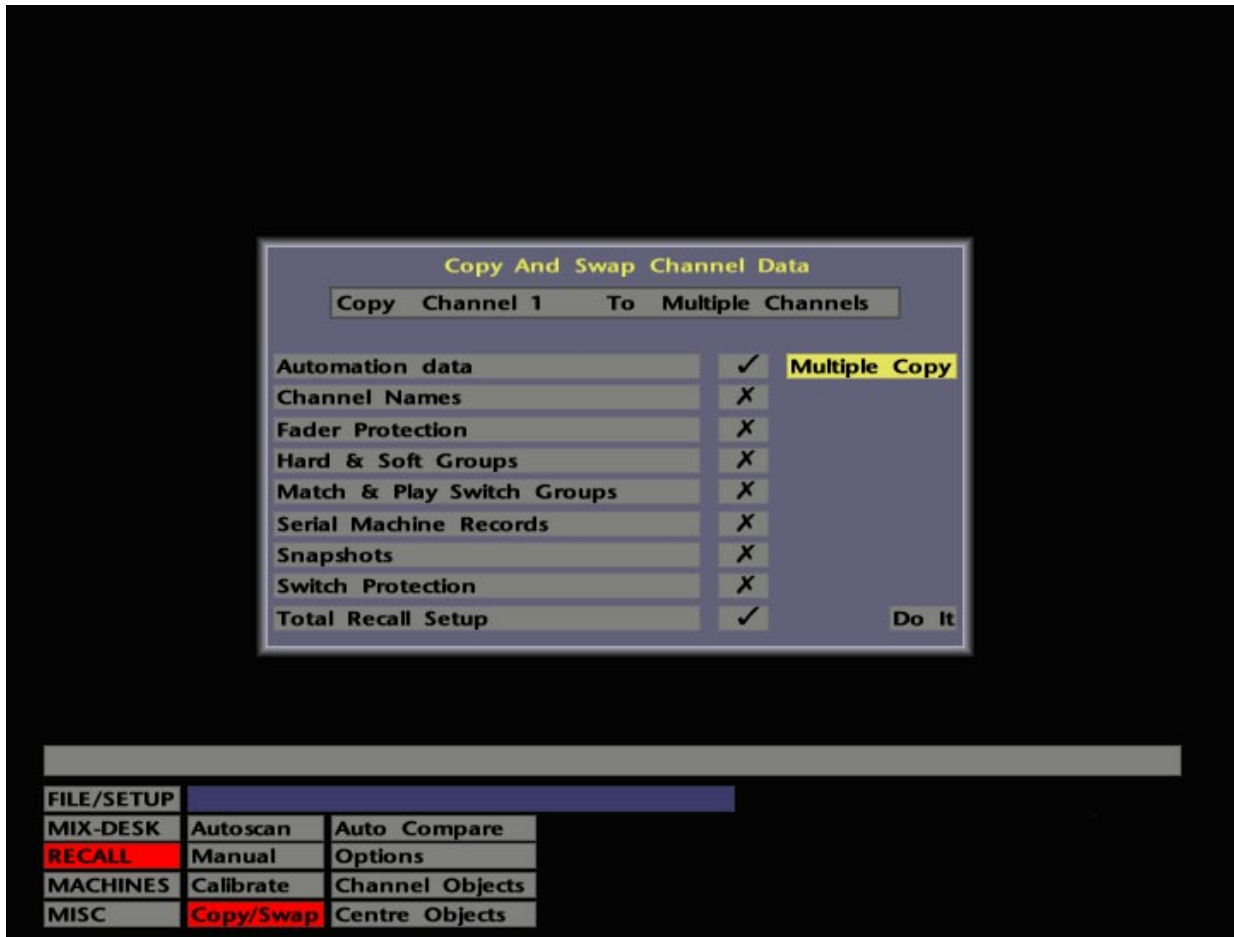 Copy And Swap Channel Data
Copy Channel 1 To Multiple Channels
Automation data ✓ Multiple Copy
Channel Names ✗
Fader Protection ✗
Hard & Soft Groups ✗
Match & Play Switch Groups ✗
Serial Machine Records ✗
Snapshots ✗
Switch Protection ✗
Total Recall Setup ✓ Do It
FILE/SETUP
MIX-DESK Autoscan Auto Compare
RECALL Manual Options
MACHINES Calibrate Channel Objects
MISC Copy/Swap Centre Objects